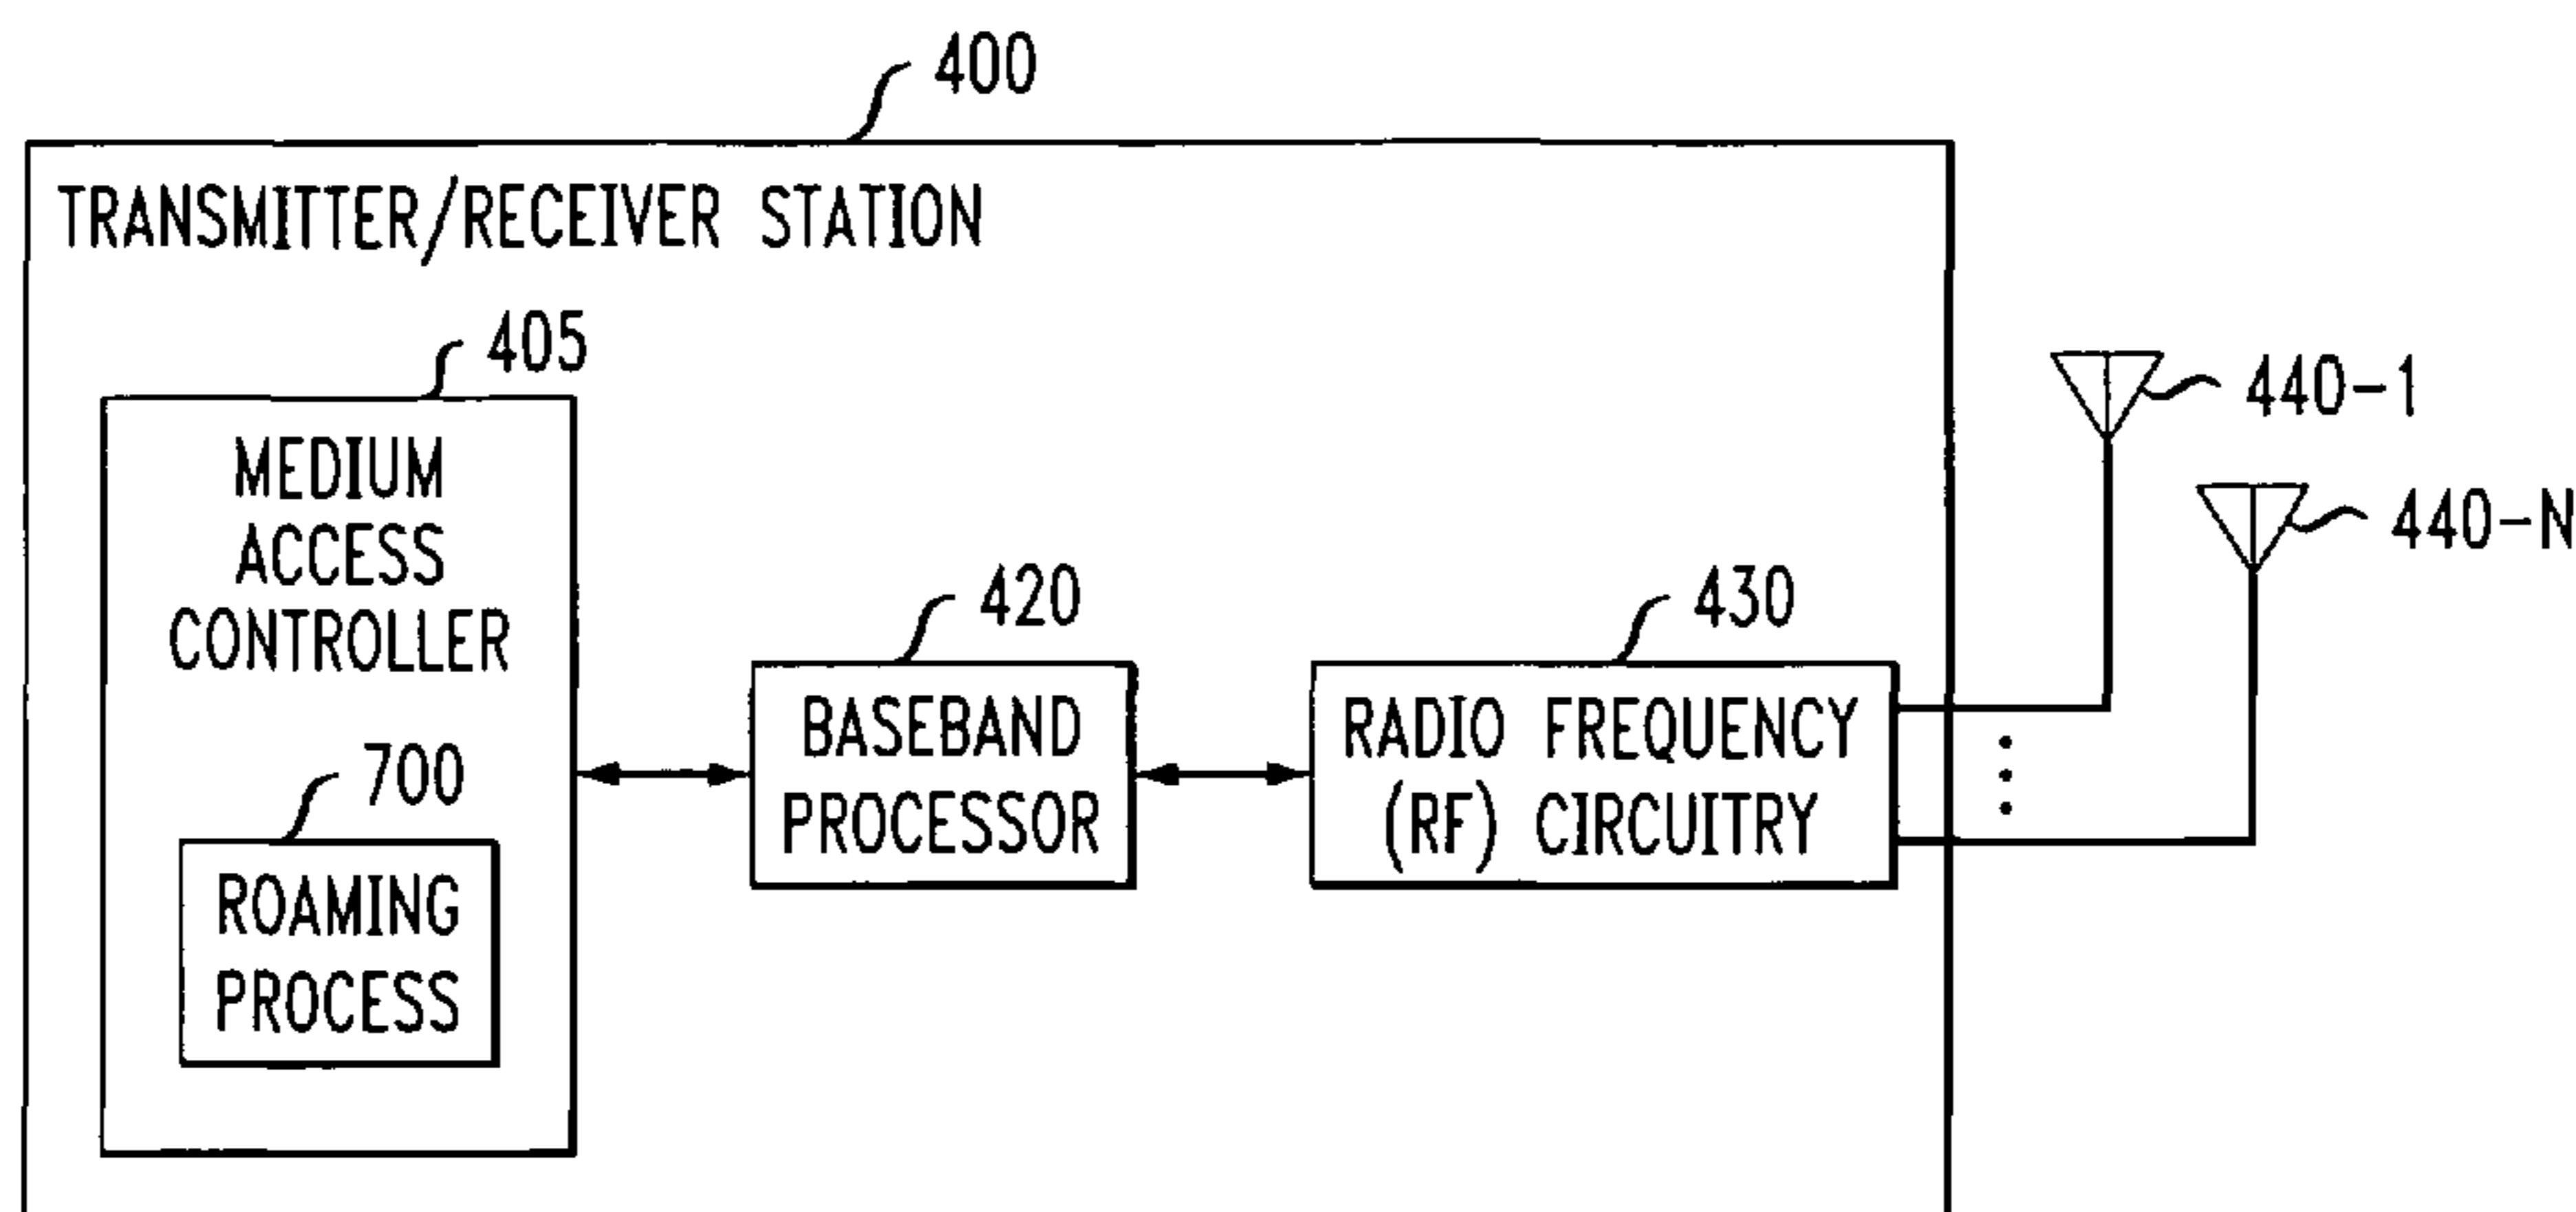 400
TRANSMITTER/RECEIVER STATION
405
MEDIUM
ACCESS
CONTROLLER
700
ROAMING
PROCESS
420
BASEBAND
PROCESSOR
430
RADIO FREQUENCY
(RF) CIRCUITRY
440-1
440-N